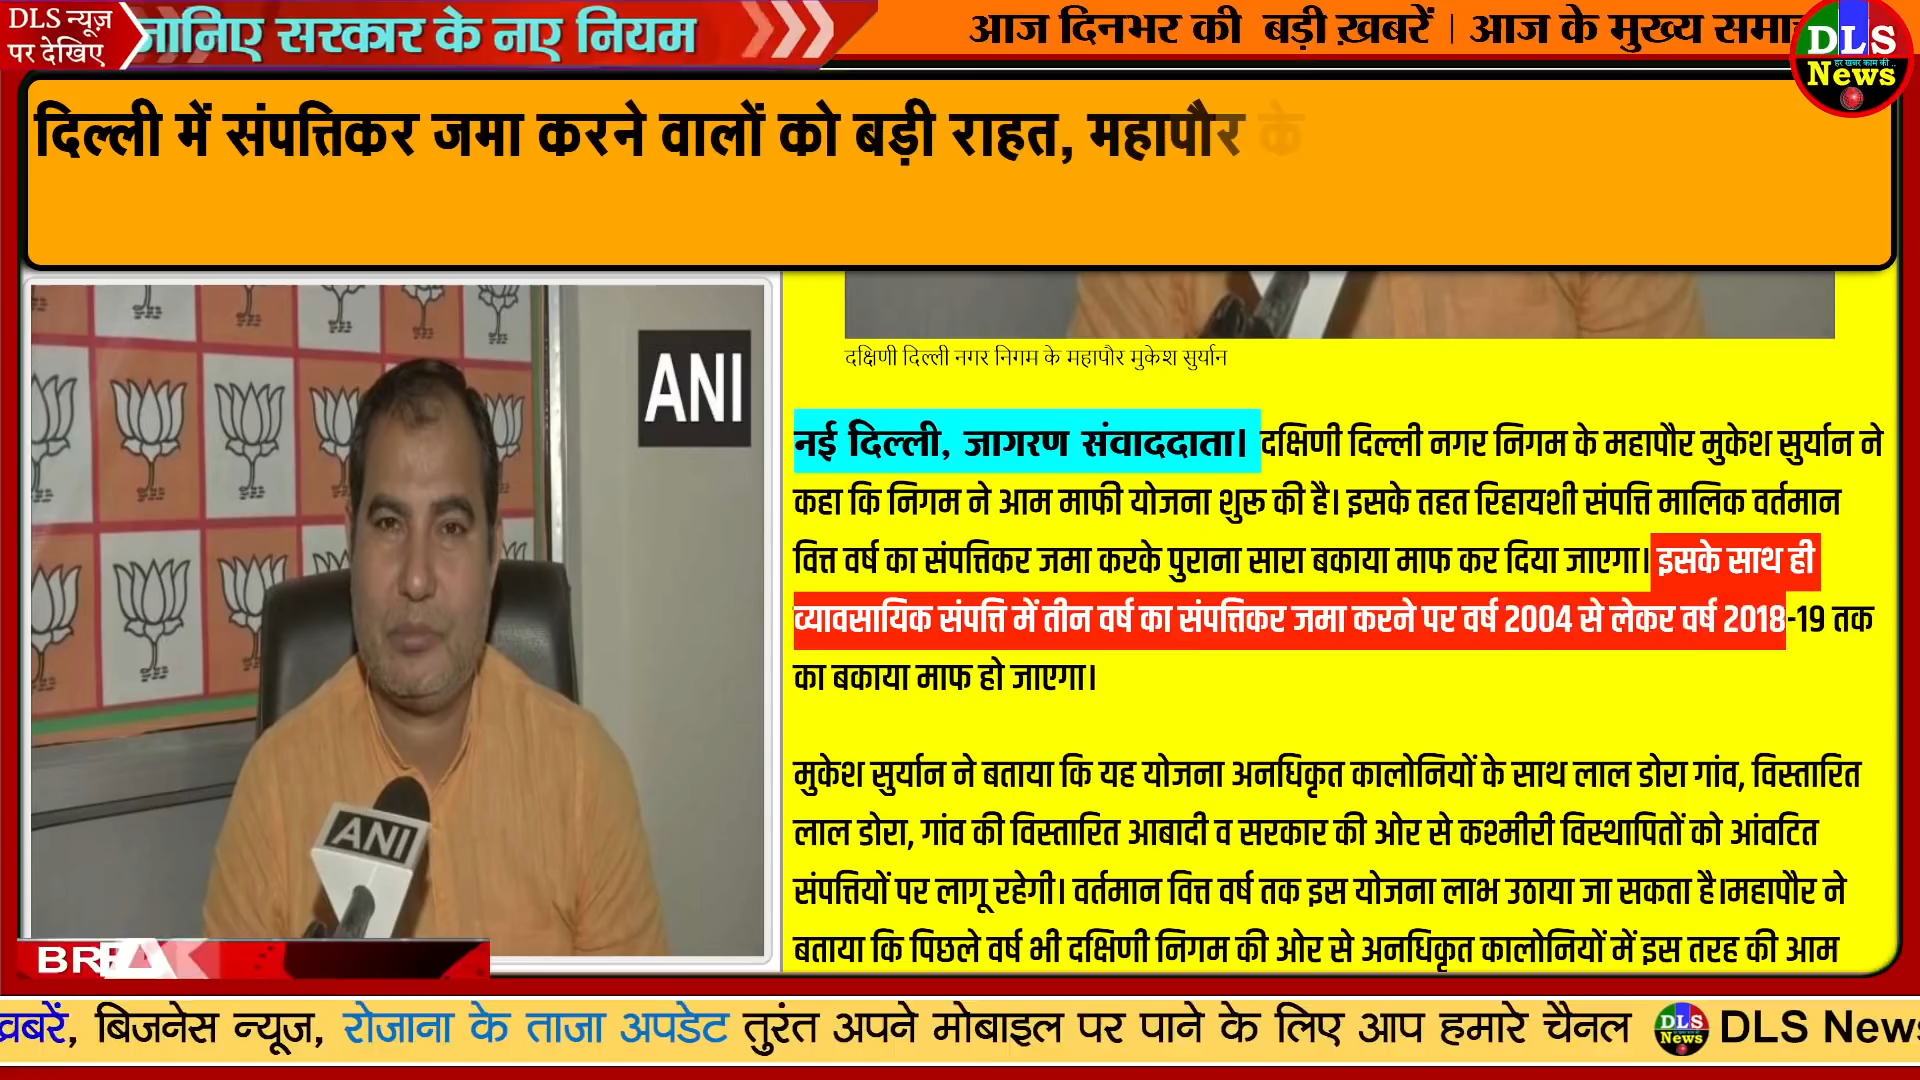 DLS न्यूज़
पर देखिए
जानिए सरकार के नए नियम
आज दिनभर की बड़ी ख़बरें | आज के मुख्य
DLS
हर खबर काम की ..
News
दिल्ली में संपत्तिकर जमा करने वालों को बड़ी राहत, महापौर के
ANI
ANI
दक्षिणी दिल्ली नगर निगम के महापौर मुकेश सुर्यान
नई दिल्ली, जागरण संवाददाता। दक्षिणी दिल्ली नगर निगम के महापौर मुकेश सुर्यान ने
कहा कि निगम ने आम माफी योजना शुरू की है। इसके तहत रिहायशी संपत्ति मालिक वर्तमान
वित्त वर्ष का संपत्तिकर जमा करके पुराना सारा बकाया माफ कर दिया जाएगा। इसके साथ ही
व्यावसायिक संपत्ति में तीन वर्ष का संपत्तिकर जमा करने पर वर्ष 2004 से लेकर वर्ष 2018-19 तक
का बकाया माफ हो जाएगा।
मुकेश सुर्यान ने बताया कि यह योजना अनधिकृत कालोनियों के साथ लाल डोरा गांव, विस्तारित
लाल डोरा, गांव की विस्तारित आबादी व सरकार की ओर से कश्मीरी विस्थापितों को आंवटित
संपत्तियों पर लागू रहेगी। वर्तमान वित्त वर्ष तक इस योजना लाभ उठाया जा सकता है।महापौर ने
बताया कि पिछले वर्ष भी दक्षिणी निगम की ओर से अनधिकृत कालोनियों में इस तरह की आम
ख़बरें, बिजनेस न्यूज, रोजाना के ताजा अपडेट तुरंत अपने मोबाइल पर पाने के लिए आप हमारे चैनल DLS News DLS News